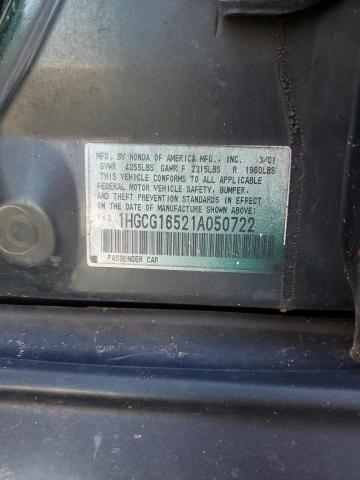 MFD. BY HONDA OF AMERICA MFG., INC. 3/01
GVWR 4255LBS GAWR F 2315LBS R 1960LBS
THIS VEHICLE CONFORMS TO ALL APPLICABLE
FEDERAL MOTOR VEHICLE SAFETY, BUMPER,
AND THEFT PREVENTION STANDARDS IN EFFECT
ON THE DATE OF MANUFACTURE SHOWN ABOVE.
1HGCG16521A050722
PASSENGER CAR